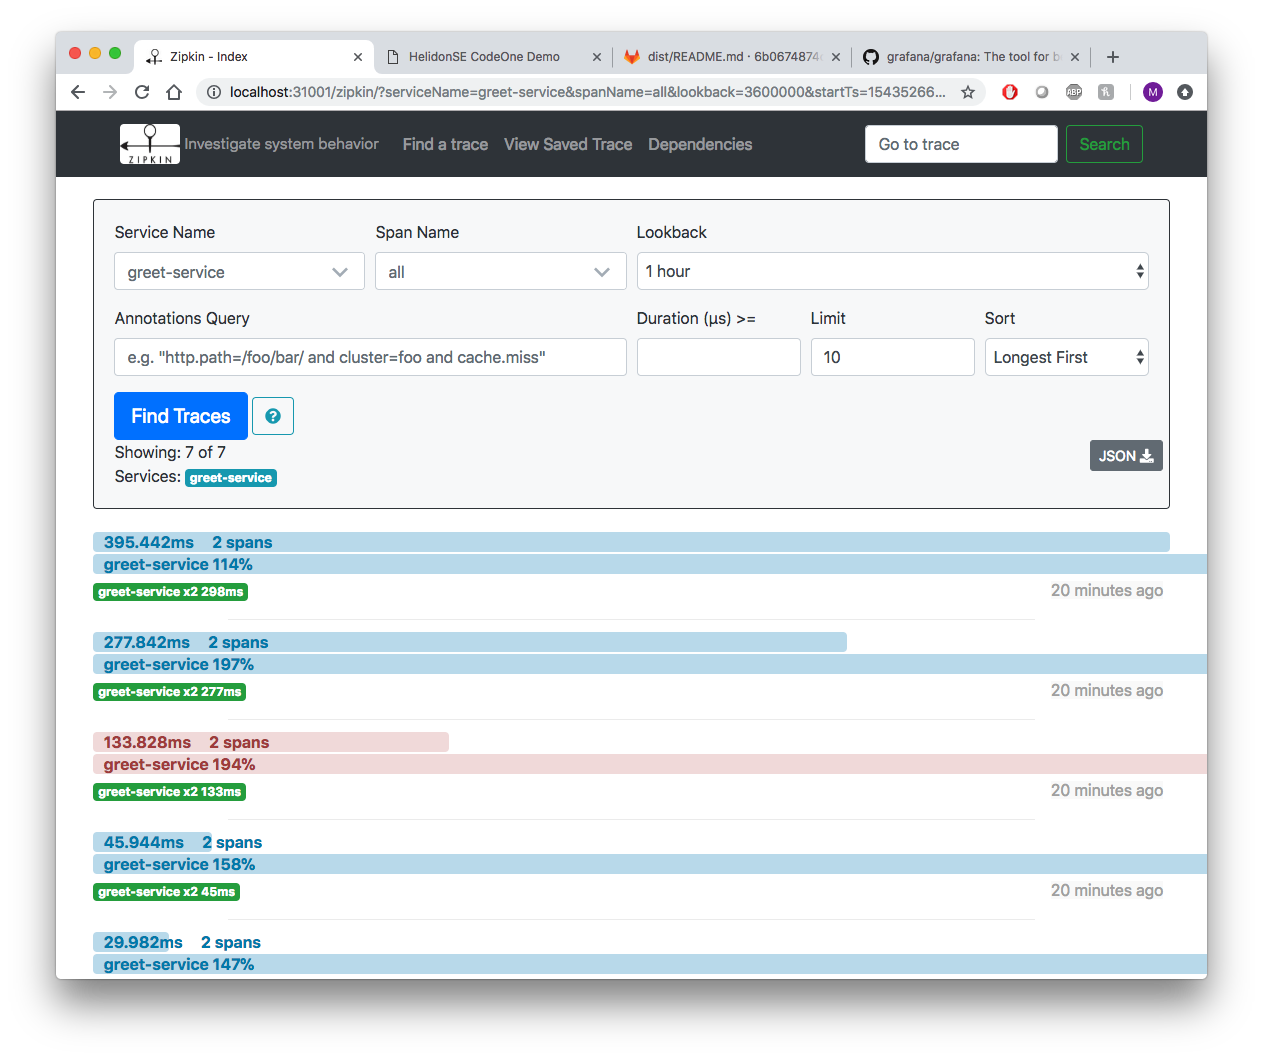 Zipkin - Index
HelidonSE CodeOne Demo
dist/README.md · 6b0674874
grafana/grafana: The tool for b
localhost:31001/zipkin/?serviceName=greet-service&spanName=all&lookback=3600000&startTs=15435266...
ABP
M
ZIPKIN
Investigate system behavior
Find a trace
View Saved Trace
Dependencies
Go to trace
Search
Service Name
Span Name
Lookback
greet-service
all
1 hour
Annotations Query
Duration (μs) >=
Limit
Sort
e.g. "http.path=/foo/bar/ and cluster=foo and cache.miss"
10
Longest First
Find Traces
?
Showing: 7 of 7
JSON
Services: greet-service
395.442ms 2 spans
greet-service 114%
greet-service x2 298ms
20 minutes ago
277.842ms 2 spans
greet-service 197%
greet-service x2 277ms
20 minutes ago
133.828ms 2 spans
greet-service 194%
greet-service x2 133ms
20 minutes ago
45.944ms 2 spans
greet-service 158%
greet-service x2 45ms
20 minutes ago
29.982ms 2 spans
greet-service 147%